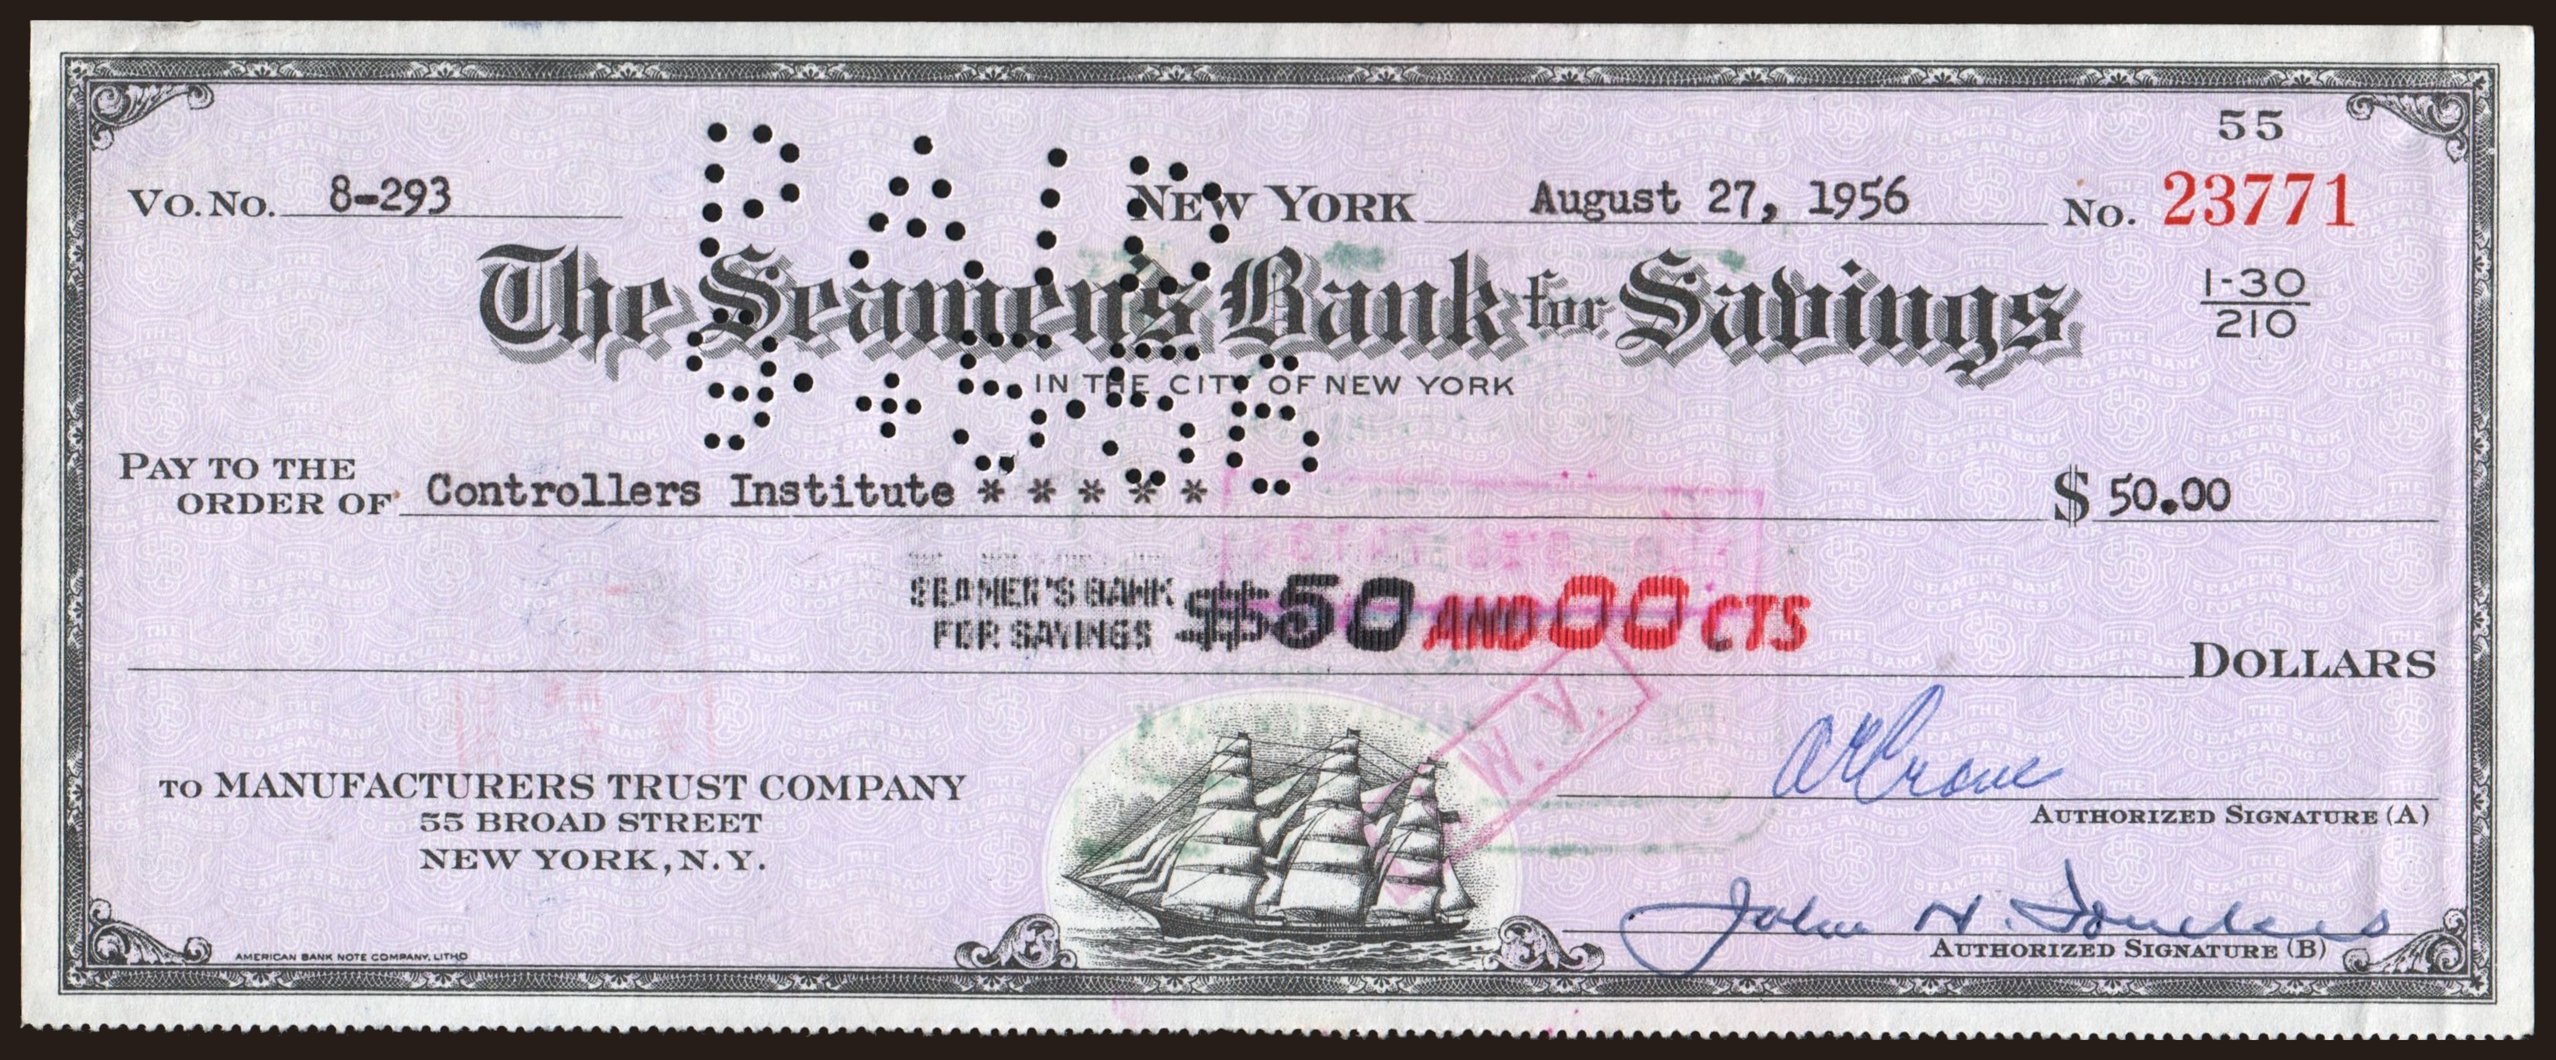 55
VO. NO. 8-293 NEW YORK August 27, 1956 No. 23771
PAID
The Seamen's Bank for Savings
1-30
210
IN THE CITY OF NEW YORK
PAY TO THE
ORDER OF Controllers Institute * * * * * $ 50.00
SEAMEN'S BANK
FOR SAVINGS $50 AND 00 CTS
DOLLARS
W. V.
TO MANUFACTURERS TRUST COMPANY
55 BROAD STREET
NEW YORK, N.Y.
AUTHORIZED SIGNATURE (A)
John H.
AUTHORIZED SIGNATURE (B)
AMERICAN BANK NOTE COMPANY, LITHO